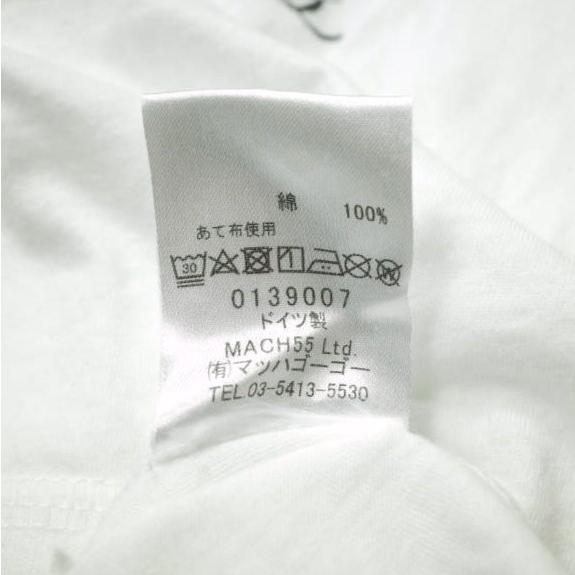 綿 100%
あて布使用
30
0139007
ドイツ製
MACH55 Ltd.
(有)マッハゴーゴー
TEL.03-5413-5530